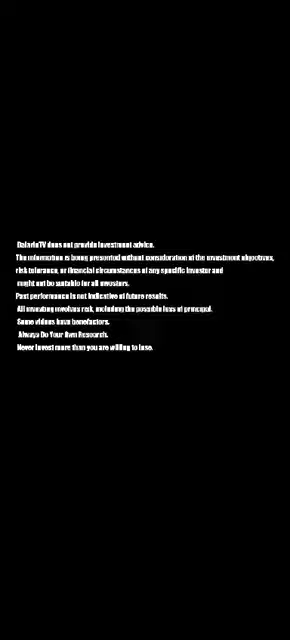 DalarioTV does not provide investment advice.
The information is being presented without consideration of the investment objectives,
risk tolerance, or financial circumstances of any specific investor and
might not be suitable for all investors.
Past performance is not indicative of future results.
All investing involves risk, including the possible loss of principal.
Some videos have benefactors.
Always Do Your Own Research.
Never invest more than you are willing to lose.